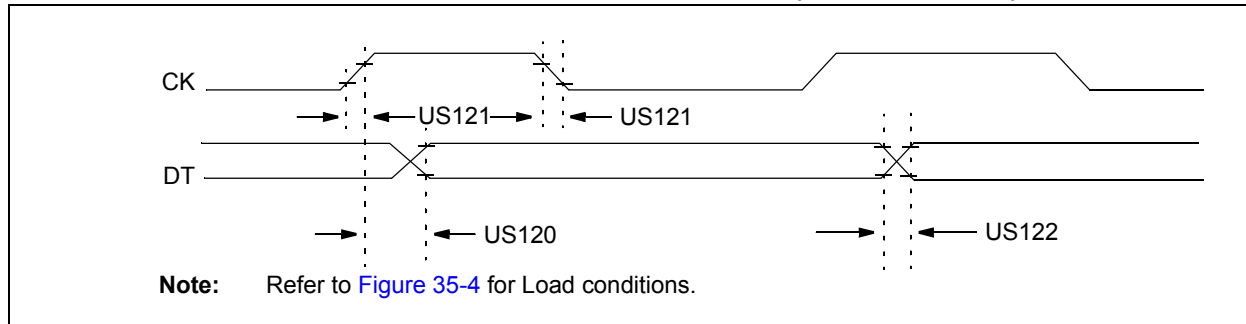 CK
US121 US121
DT
US120 US122
Note: Refer to Figure 35-4 for Load conditions.